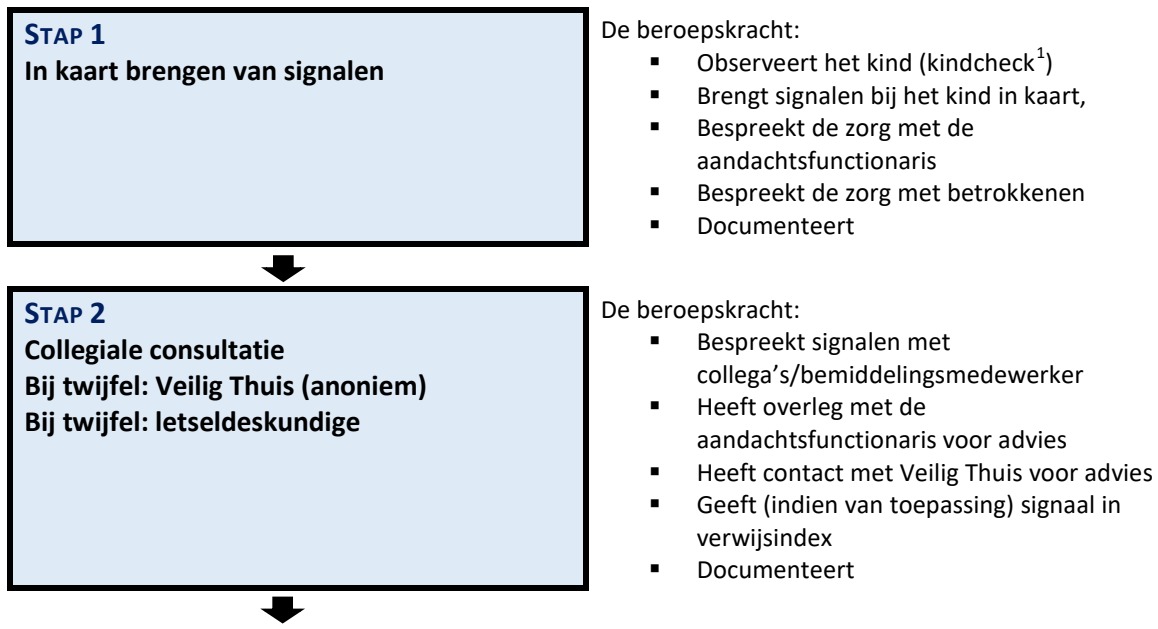 STAP 1
In kaart brengen van signalen
De beroepskracht:
▪ Observeert het kind (kindcheck¹)
▪ Brengt signalen bij het kind in kaart,
▪ Bespreekt de zorg met de
aandachtsfunctionaris
▪ Bespreekt de zorg met betrokkenen
▪ Documenteert
STAP 2
Collegiale consultatie
Bij twijfel: Veilig Thuis (anoniem)
Bij twijfel: letseldeskundige
De beroepskracht:
▪ Bespreekt signalen met
collega’s/bemiddelingsmedewerker
▪ Heeft overleg met de
aandachtsfunctionaris voor advies
▪ Heeft contact met Veilig Thuis voor advies
▪ Geeft (indien van toepassing) signaal in
verwijsindex
▪ Documenteert